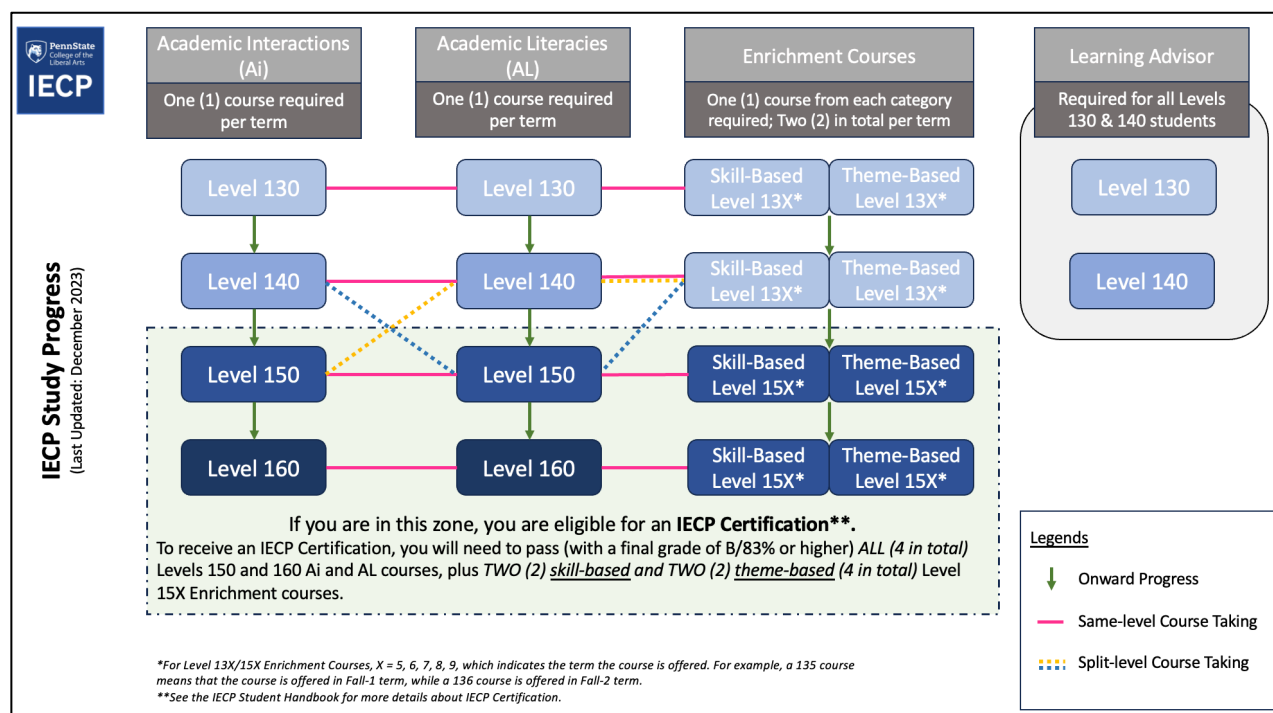 PennState
College of the
Liberal Arts
IECP
IECP Study Progress
(Last Updated: December 2023)
Academic Interactions
(Ai)
One (1) course required
per term
Academic Literacies
(AL)
One (1) course required
per term
Enrichment Courses
One (1) course from each category
required; Two (2) in total per term
Learning Advisor
Required for all Levels
130 & 140 students
Level 130
Level 130
Skill-Based
Level 13X*
Theme-Based
Level 13X*
Level 130
Level 140
Level 140
Skill-Based
Level 13X*
Theme-Based
Level 13X*
Level 140
Level 150
Level 150
Skill-Based
Level 15X*
Theme-Based
Level 15X*
Level 160
Level 160
Skill-Based
Level 15X*
Theme-Based
Level 15X*
If you are in this zone, you are eligible for an IECP Certification**.
To receive an IECP Certification, you will need to pass (with a final grade of B/83% or higher) ALL (4 in total)
Levels 150 and 160 Ai and AL courses, plus TWO (2) skill-based and TWO (2) theme-based (4 in total) Level
15X Enrichment courses.
Legends
Onward Progress
Same-level Course Taking
Split-level Course Taking
*For Level 13X/15X Enrichment Courses, X = 5, 6, 7, 8, 9, which indicates the term the course is offered. For example, a 135 course
means that the course is offered in Fall-1 term, while a 136 course is offered in Fall-2 term.
**See the IECP Student Handbook for more details about IECP Certification.